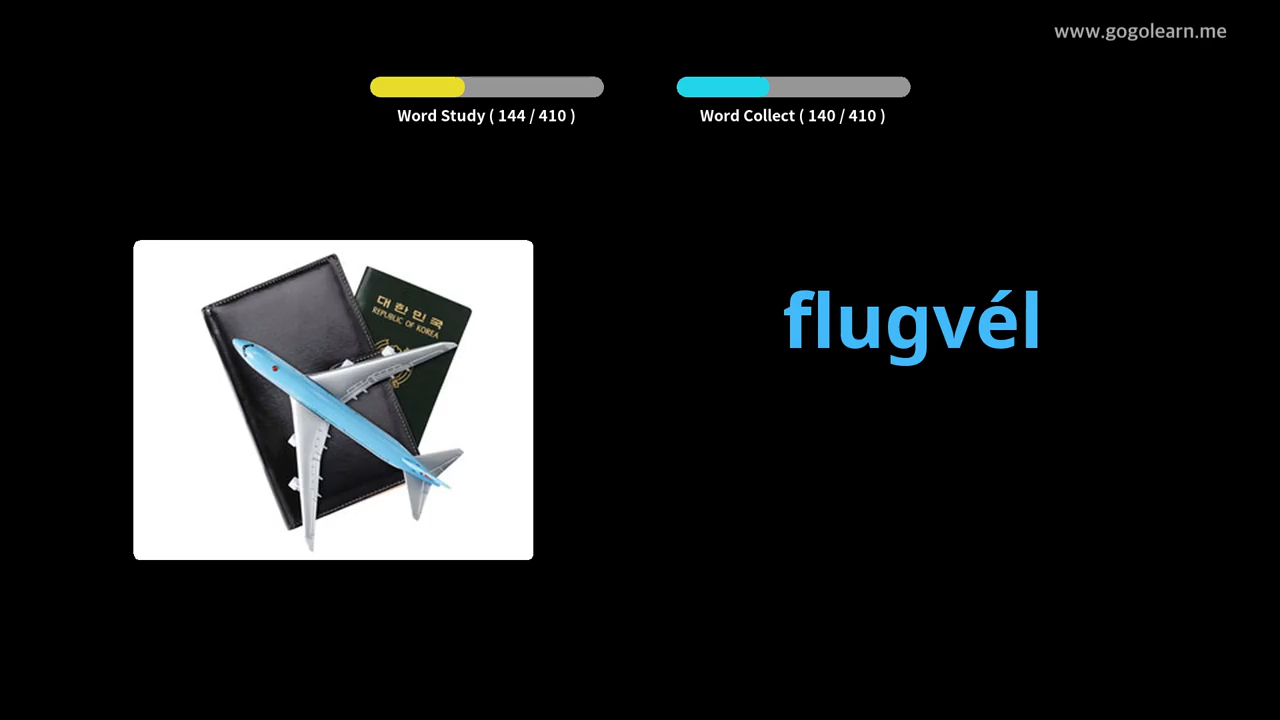 www.gogolearn.me
Word Study ( 144 / 410 )
Word Collect ( 140 / 410 )
대한민국
REPUBLIC OF KOREA
flugvél